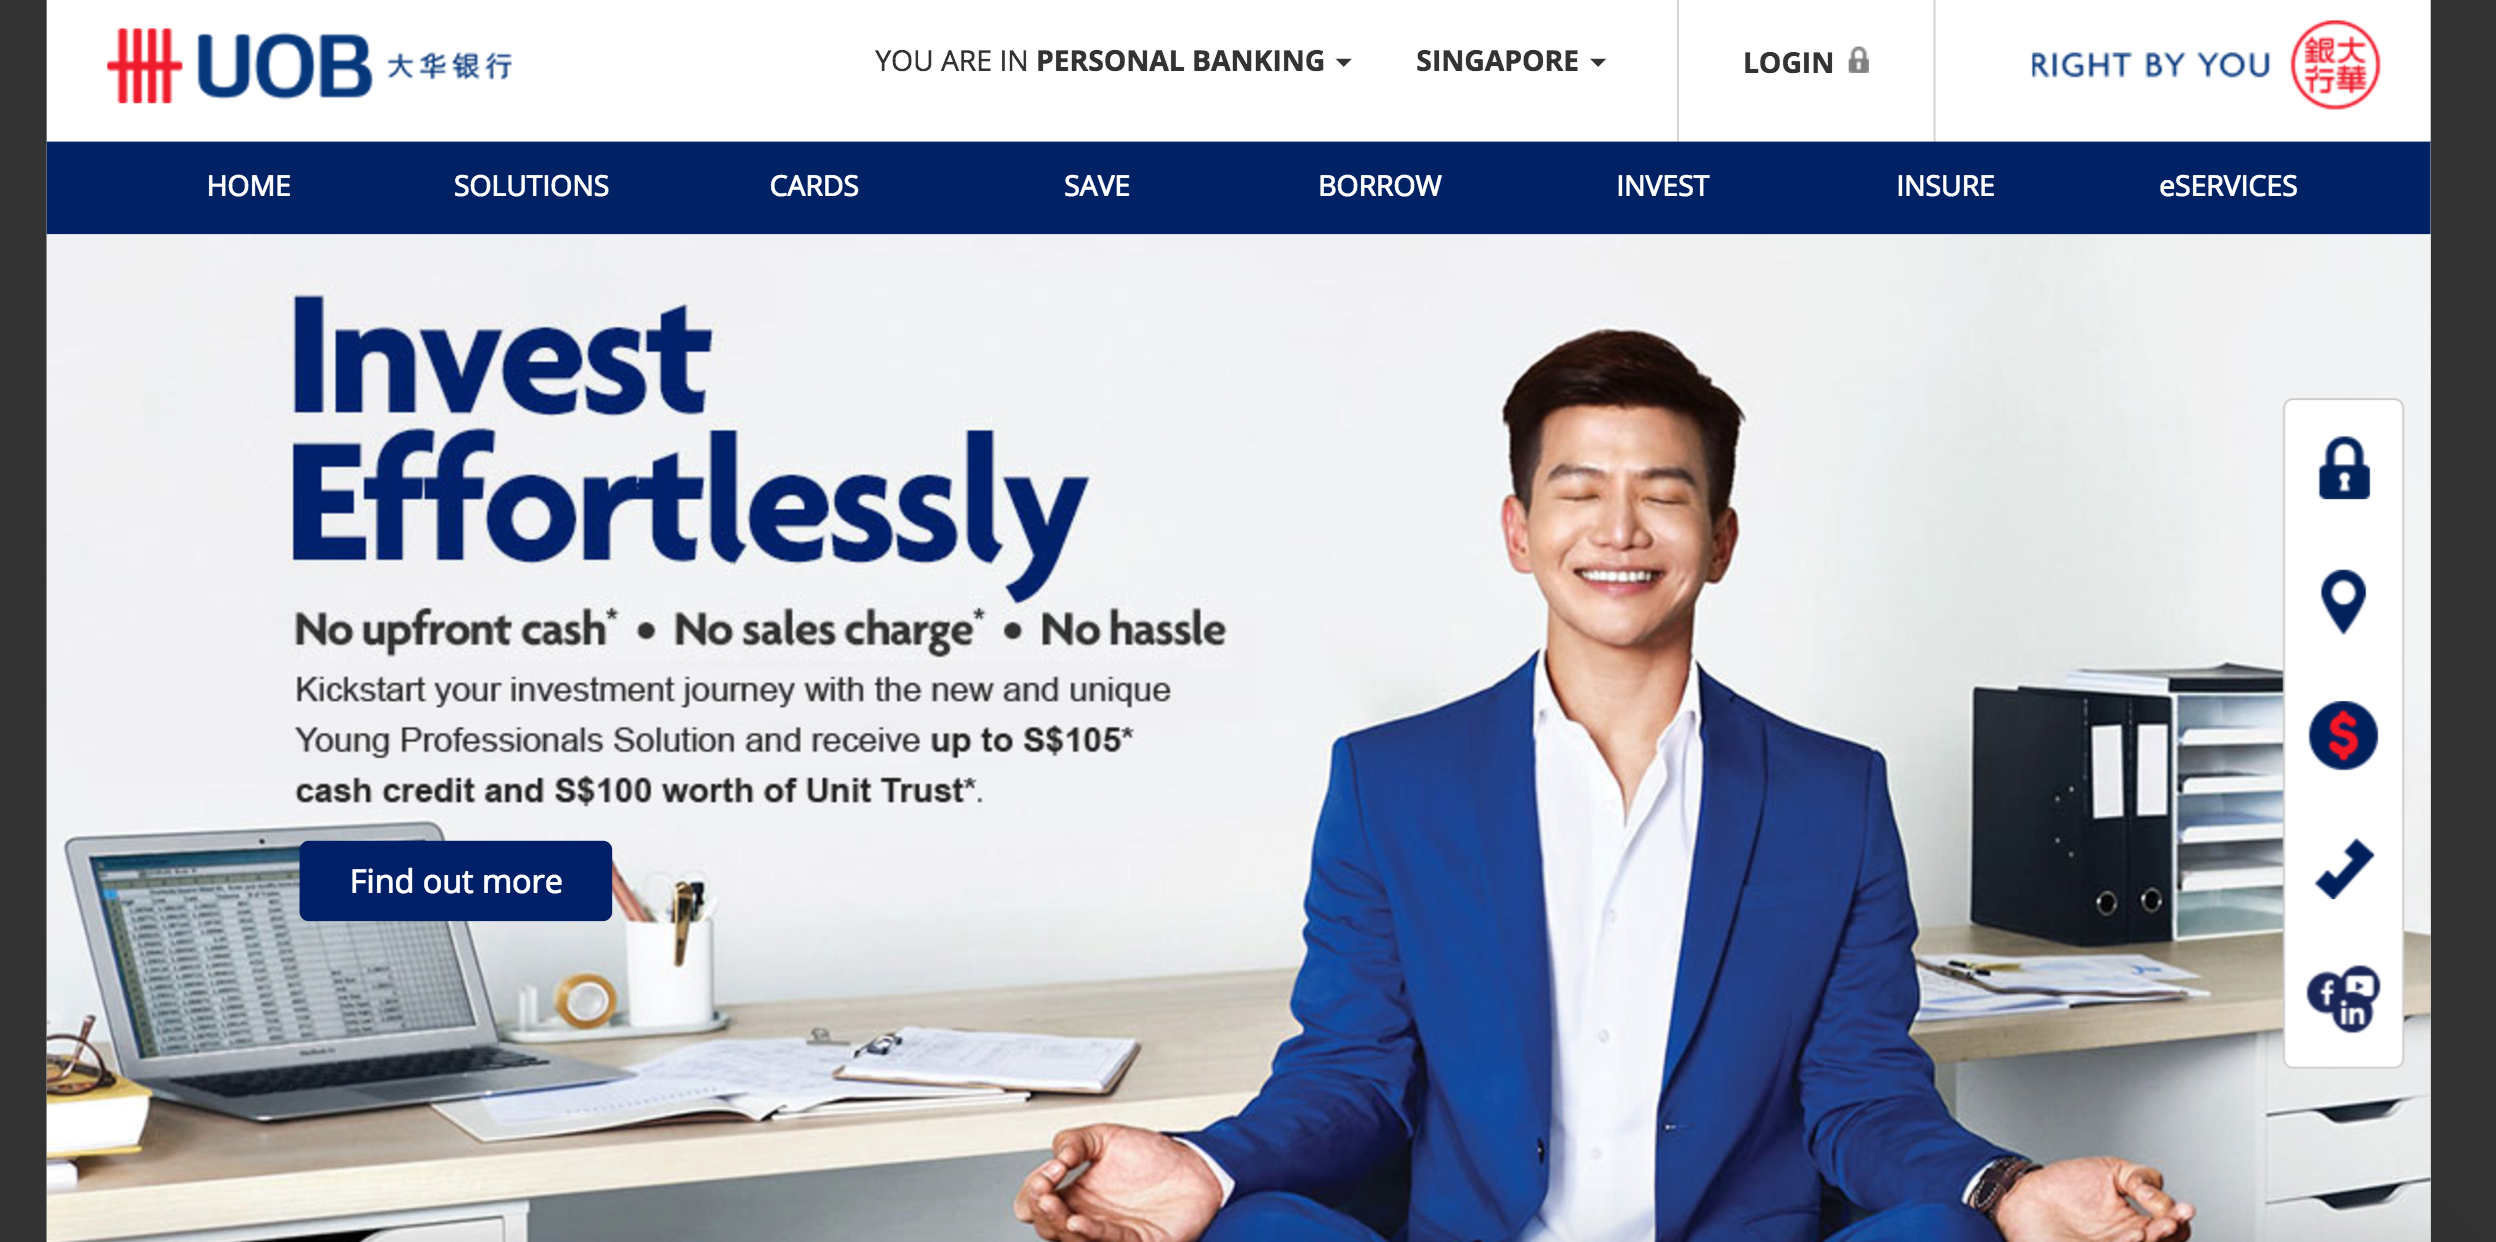 UOB 大华银行
YOU ARE IN PERSONAL BANKING
SINGAPORE
LOGIN
RIGHT BY YOU
大華
銀行
HOME
SOLUTIONS
CARDS
SAVE
BORROW
INVEST
INSURE
eSERVICES
Invest
Effortlessly
No upfront cash* • No sales charge* • No hassle
Kickstart your investment journey with the new and unique
Young Professionals Solution and receive up to S$105*
cash credit and S$100 worth of Unit Trust*.
Find out more
$
f
in